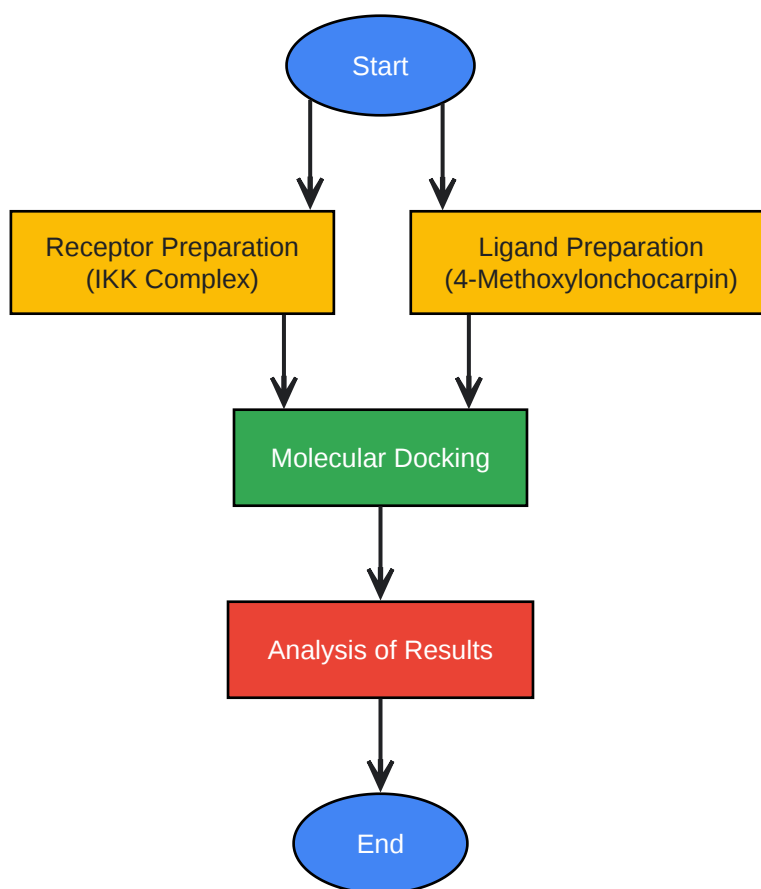 Start
Receptor Preparation
(IKK Complex)
Ligand Preparation
(4-Methoxylonchocarpin)
Molecular Docking
Analysis of Results
End